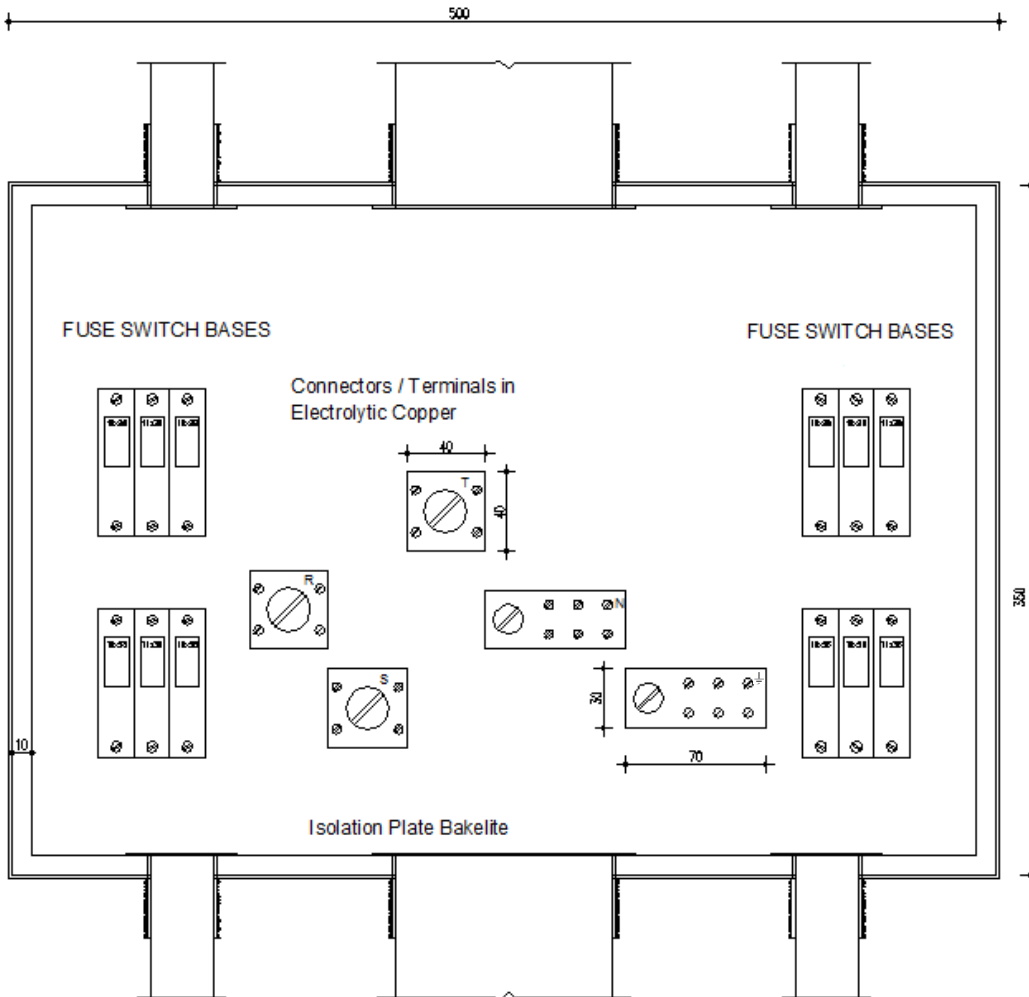 500
FUSE SWITCH BASES
FUSE SWITCH BASES
Connectors / Terminals in
Electrolytic Copper
40
T
40
R
N
350
S
30
10
70
Isolation Plate Bakelite